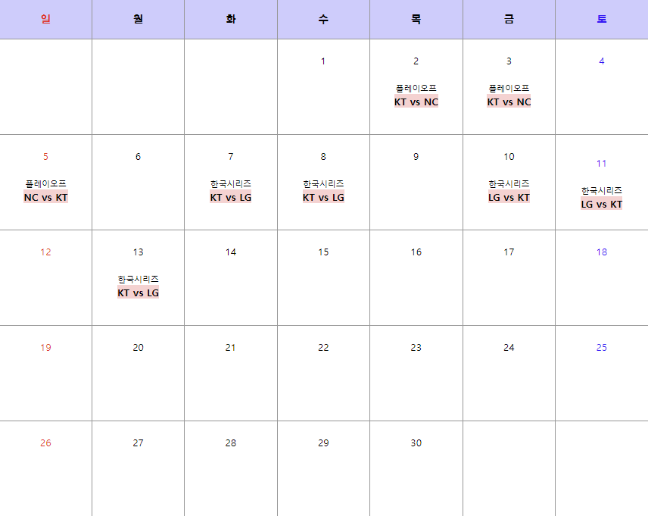 일 월 화 수 목 금 토
1 2 3 4
플레이오프 플레이오프
KT vs NC KT vs NC
5 6 7 8 9 10 11
플레이오프 한국시리즈 한국시리즈 한국시리즈 한국시리즈
NC vs KT KT vs LG KT vs LG LG vs KT LG vs KT
12 13 14 15 16 17 18
한국시리즈
KT vs LG
19 20 21 22 23 24 25
26 27 28 29 30